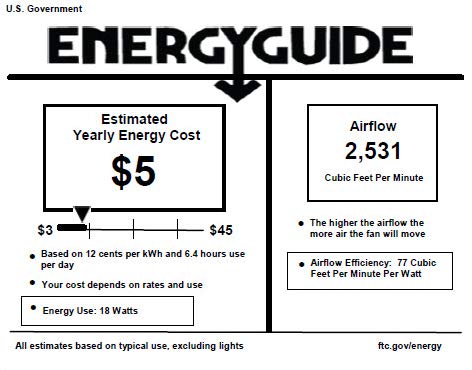 U.S. Government
ENERGYGUIDE
Estimated
Yearly Energy Cost
$5
$3
$45
• Based on 12 cents per kWh and 6.4 hours use
per day
• Your cost depends on rates and use
• Energy Use: 18 Watts
Airflow
2,531
Cubic Feet Per Minute
• The higher the airflow the
more air the fan will move
• Airflow Efficiency: 77 Cubic
Feet Per Minute Per Watt
All estimates based on typical use, excluding lights
ftc.gov/energy